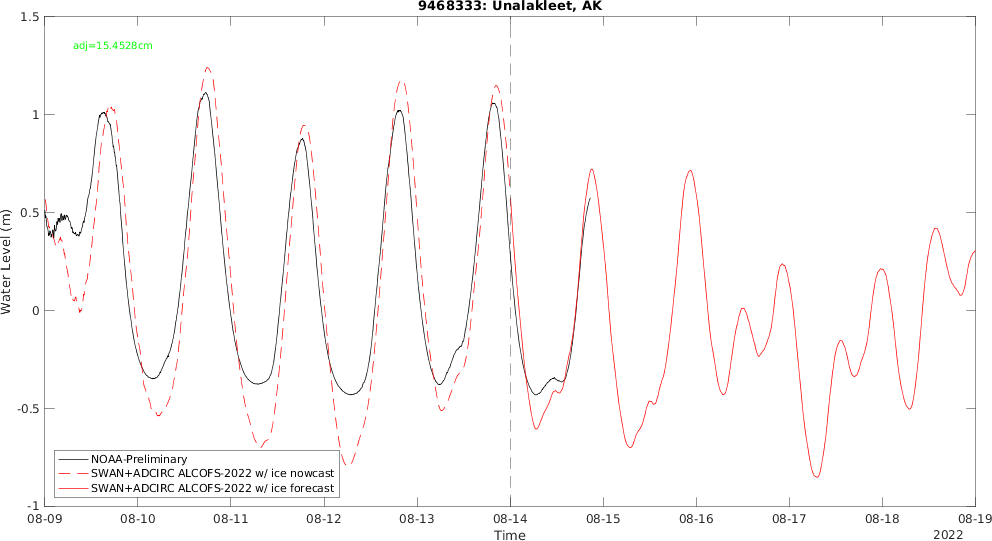 9468333: Unalakleet, AK
1.5
adj=15.4528cm
1
0.5
0
-0.5
-1
Water Level (m)
NOAA-Preliminary
SWAN+ADCIRC ALCOFS-2022 w/ ice nowcast
SWAN+ADCIRC ALCOFS-2022 w/ ice forecast
08-09 08-10 08-11 08-12 08-13 08-14 08-15 08-16 08-17 08-18 08-19
Time
2022